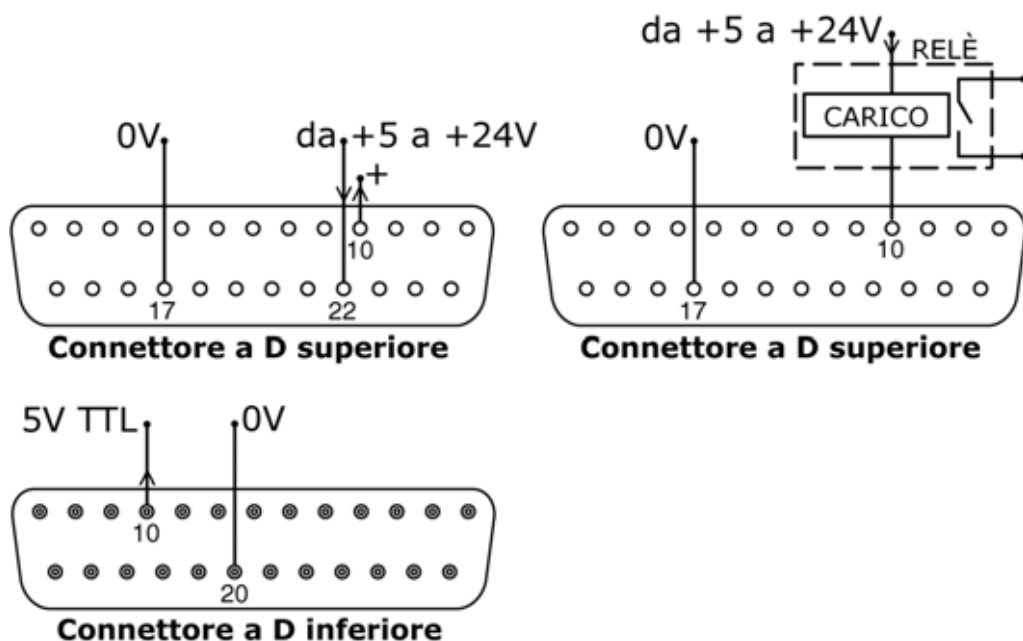 0V
da +5 a +24V
+
10
17
22
Connettore a D superiore
da +5 a +24V
RELÈ
CARICO
0V
10
17
Connettore a D superiore
5V TTL
0V
10
20
Connettore a D inferiore